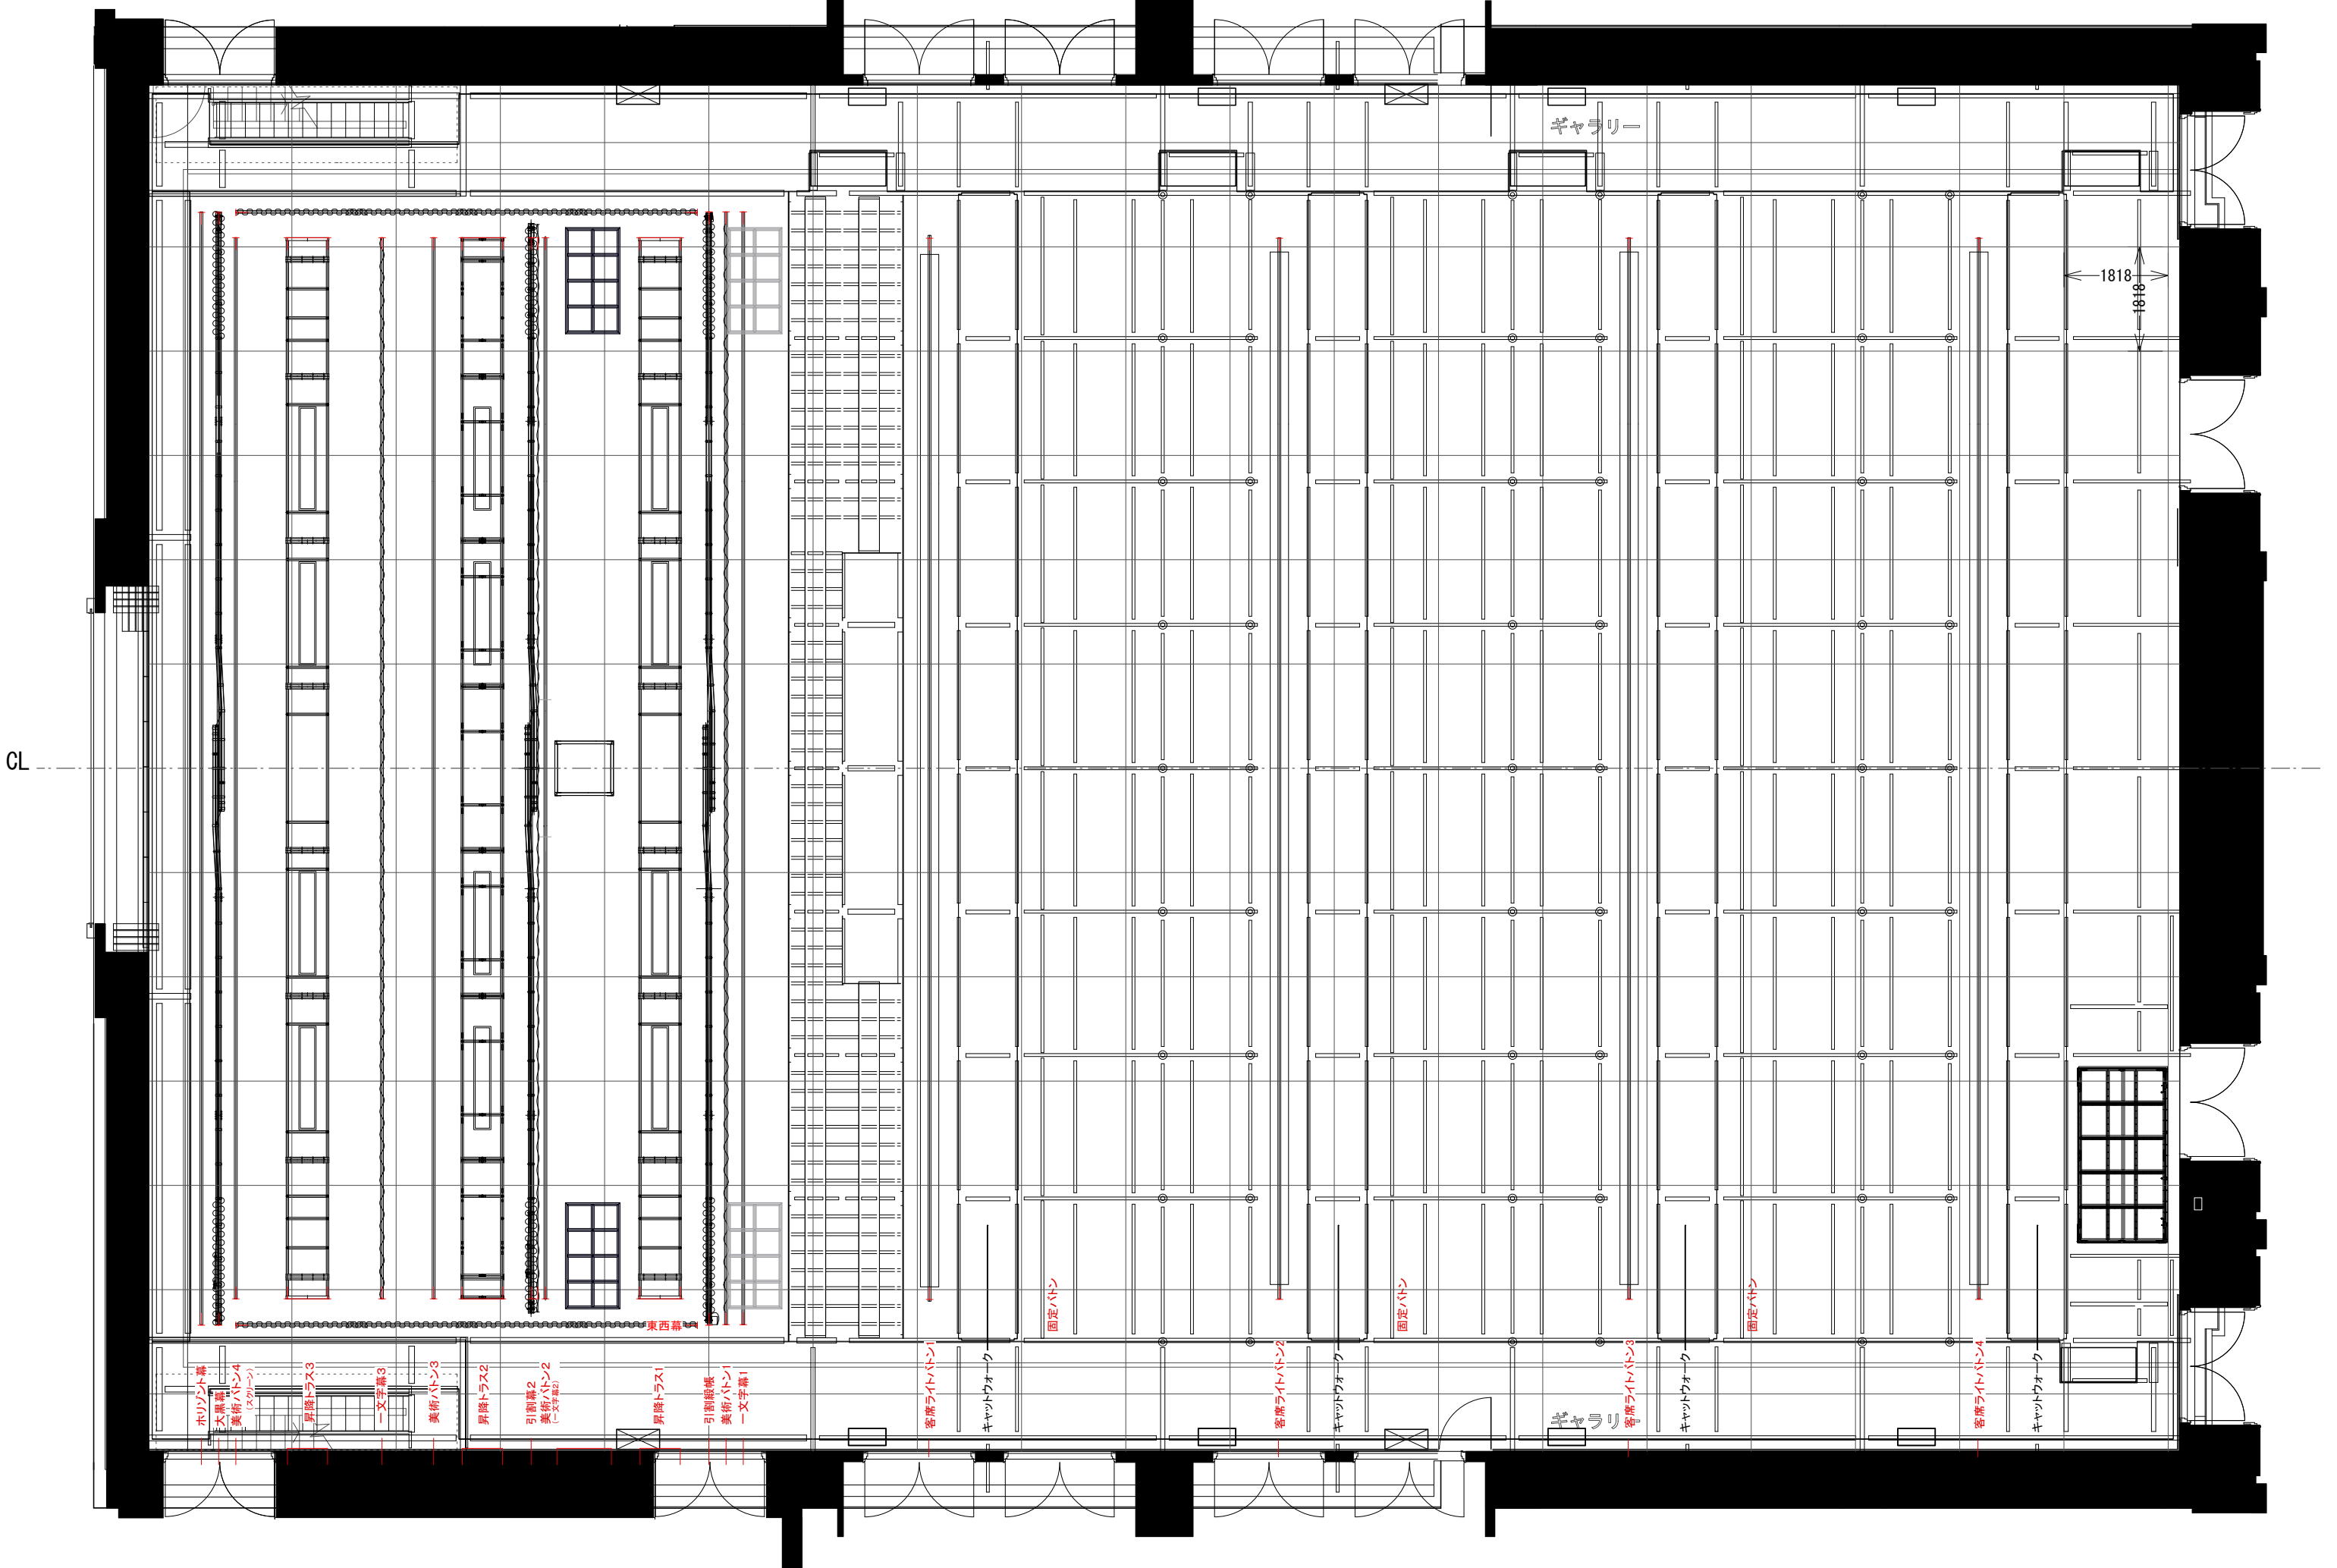 ギャラリー
1818
1818
CL
固定バトン
固定バトン
固定バトン
東西幕
ホリゾント幕
大黒幕
美術バトン4
(スクリーン)
昇降トラス3
一文字幕3
美術バトン3
昇降トラス2
引割幕2
美術バトン2
(一文字幕2)
昇降トラス1
引割緞帳
美術バトン1
一文字幕1
客席ライトバトン1
キャットウォーク
客席ライトバトン2
キャットウォーク
ギャラリー
客席ライトバトン3
キャットウォーク
客席ライトバトン4
キャットウォーク